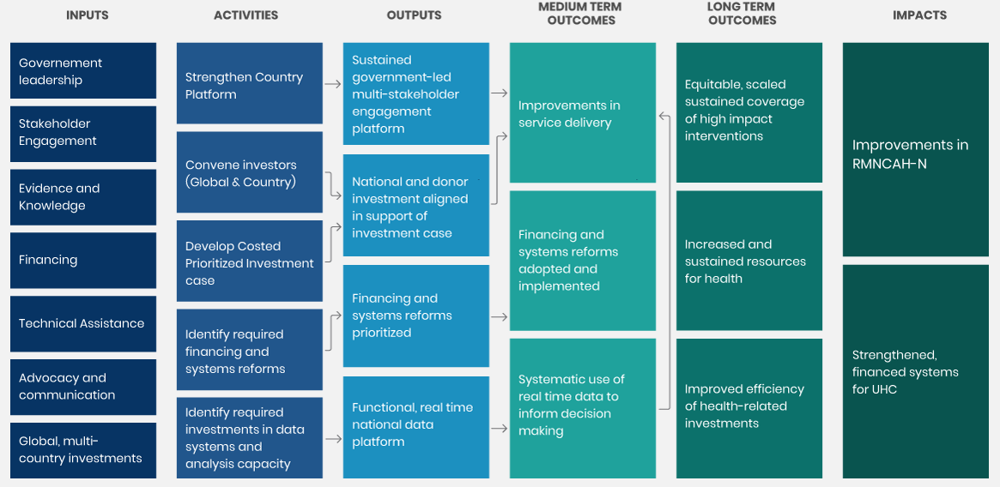 INPUTS
ACTIVITIES
OUTPUTS
MEDIUM TERM
OUTCOMES
LONG TERM
OUTCOMES
IMPACTS
Governement
leadership
Stakeholder
Engagement
Evidence and
Knowledge
Financing
Technical Assistance
Advocacy and
communication
Global, multi-
country investments
Strengthen Country
Platform
Convene investors
(Global & Country)
Develop Costed
Prioritized Investment
case
Identify required
financing and
systems reforms
Identify required
investments in data
systems and
analysis capacity
Sustained
government-led
multi-stakeholder
engagement
platform
National and donor
investment aligned
in support of
investment case
Financing and
systems reforms
prioritized
Functional, real time
national data
platform
Improvements in
service delivery
Financing and
systems reforms
adopted and
implemented
Systematic use of
real time data to
inform decision
making
Equitable, scaled
sustained coverage
of high impact
interventions
Increased and
sustained resources
for health
Improved efficiency
of health-related
investments
Improvements in
RMNCAH-N
Strengthened,
financed systems
for UHC